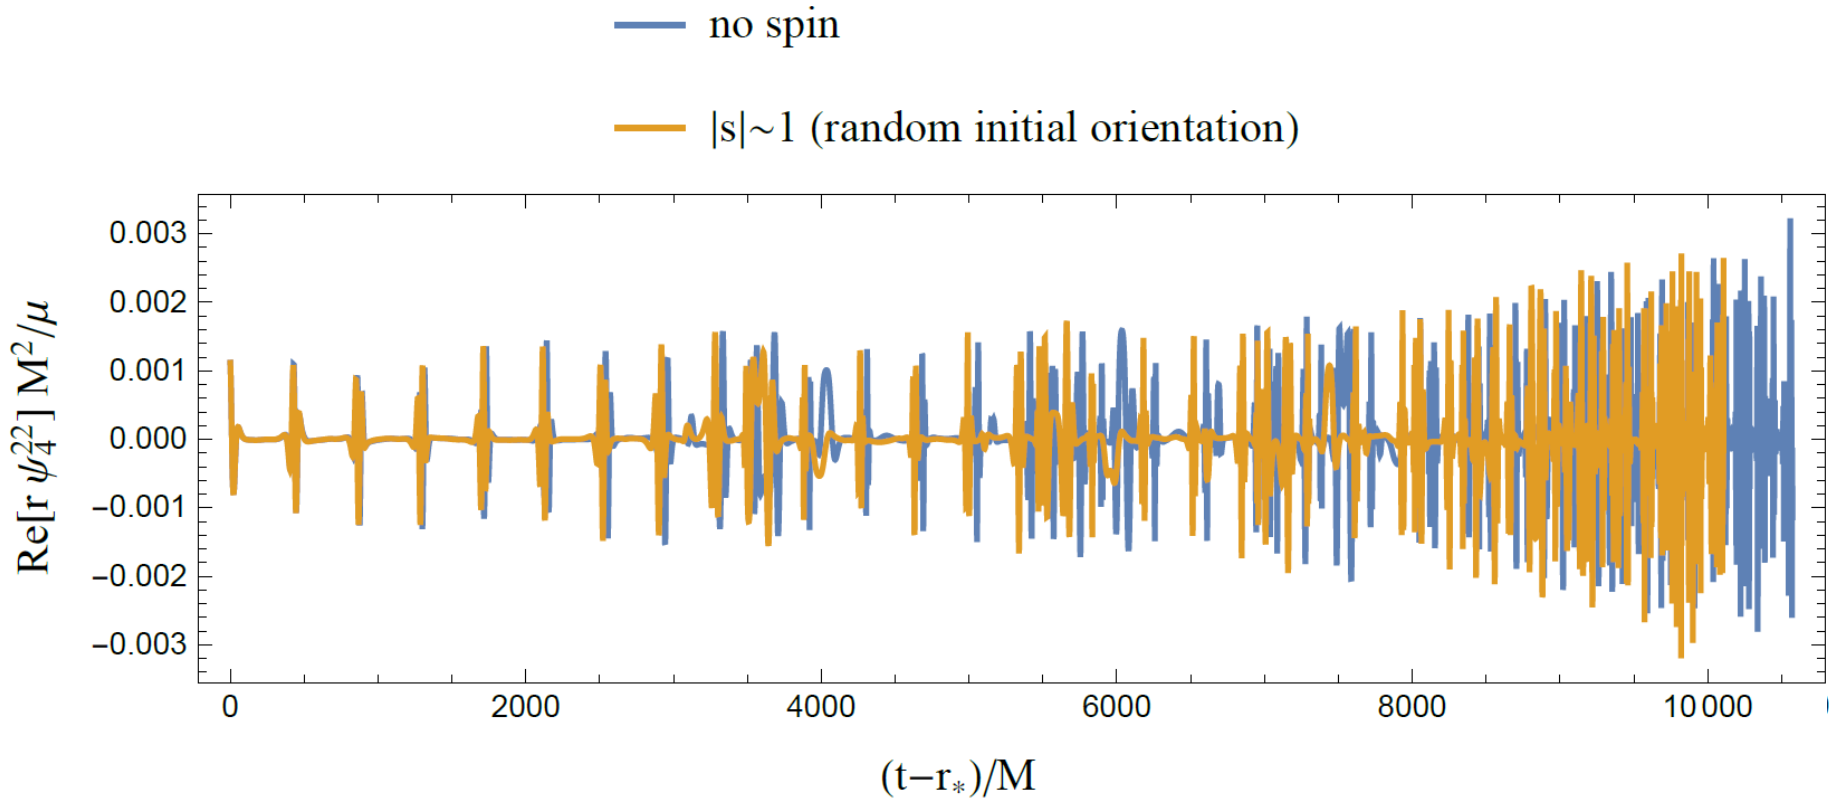 no spin
|s|~1 (random initial orientation)
Re[r ψ₄²²] M²/μ
0.003
0.002
0.001
0.000
−0.001
−0.002
−0.003
0 2000 4000 6000 8000 10000
(t−r*)/M